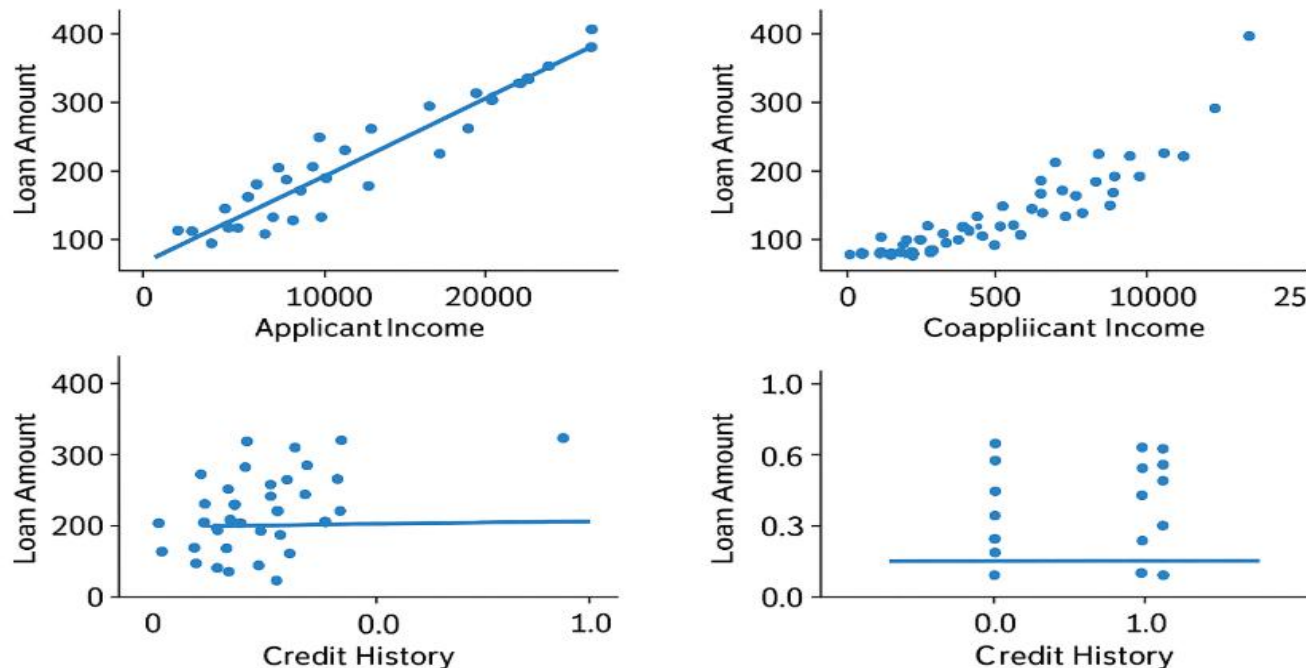 Loan Amount
400
300
200
100
0 10000 20000
Applicant Income
Loan Amount
400
300
200
100
0 500 10000 25
Coappliicant Income
Loan Amount
400
300
200
0
0 0.0 1.0
Credit History
Loan Amount
1.0
0.6
0.3
0.0
0.0 1.0
Credit History